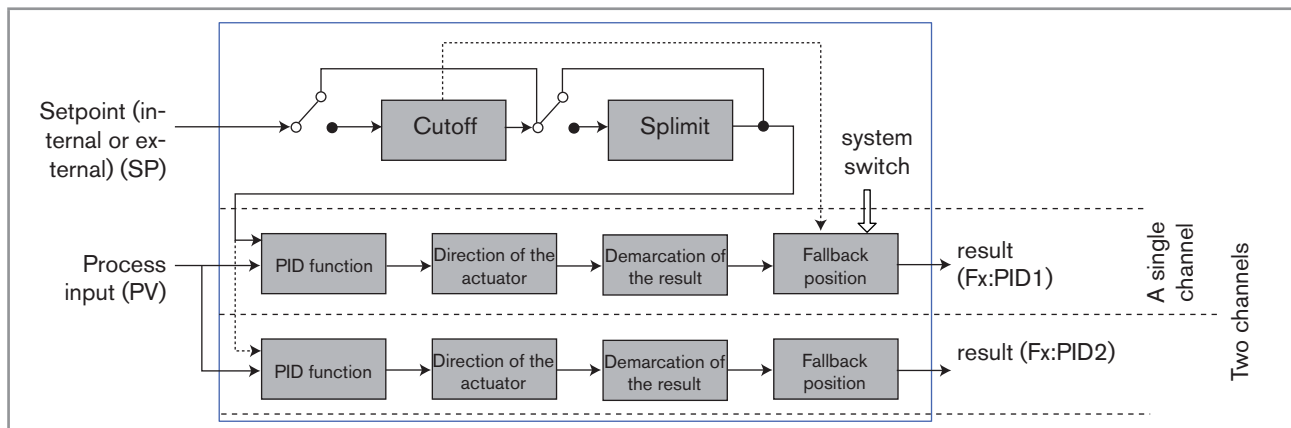 Setpoint (in-
ternal or ex-
ternal) (SP)
Cutoff
Splimit
system
switch
Process
input (PV)
PID function
Direction of the
actuator
Demarcation of
the result
Fallback
position
result
(Fx:PID1)
A single
channel
Two channels
PID function
Direction of the
actuator
Demarcation of
the result
Fallback
position
result (Fx:PID2)